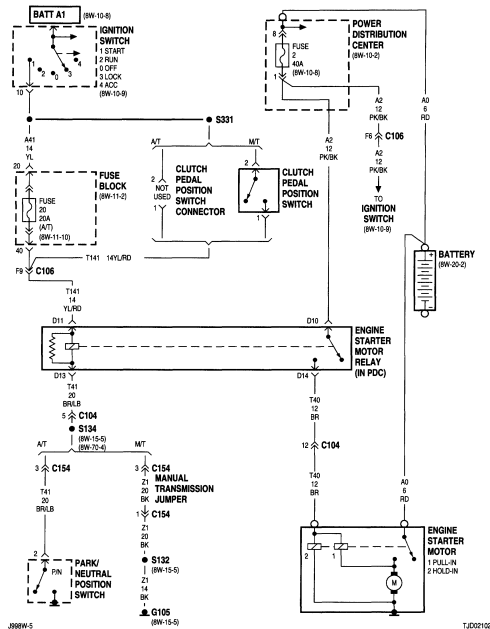 BATT A1
(8W-10-8)
IGNITION
SWITCH
1 START
2 RUN
0 OFF
3 LOCK
4 ACC
(8W-10-9)
1
2
0
3
4
10
8
FUSE
2
40A
(8W-10-8)
1
POWER
DISTRIBUTION
CENTER
(8W-10-2)
A2
12
PK/BK
F6
C106
A2
12
PK/BK
TO
IGNITION
SWITCH
(8W-10-9)
A0
6
RD
S331
A41
14
YL
A/T
M/T
A2
12
PK/BK
20
FUSE
20
20A
(A/T)
(8W-11-10)
FUSE
BLOCK
(8W-11-2)
40
2
NOT
USED
1
CLUTCH
PEDAL
POSITION
SWITCH
CONNECTOR
2
1
CLUTCH
PEDAL
POSITION
SWITCH
T141
14YL/RD
F9
C106
T141
14
YL/RD
+
-
BATTERY
(8W-20-2)
D11
D10
ENGINE
STARTER
MOTOR
RELAY
(IN PDC)
D13
D14
T41
20
BR/LB
5
C104
S134
(8W-15-5)
(8W-70-4)
A/T
M/T
T40
12
BR
12
C104
T40
12
BR
A0
6
RD
3
C154
T41
20
BR/LB
3
C154
Z1
20
BK
MANUAL
TRANSMISSION
JUMPER
1
C154
Z1
20
BK
S132
(8W-15-5)
Z1
14
BK
G105
(8W-15-5)
2
P/N
PARK/
NEUTRAL
POSITION
SWITCH
2
1
M
ENGINE
STARTER
MOTOR
1 PULL-IN
2 HOLD-IN
J998W-5
TJD02102